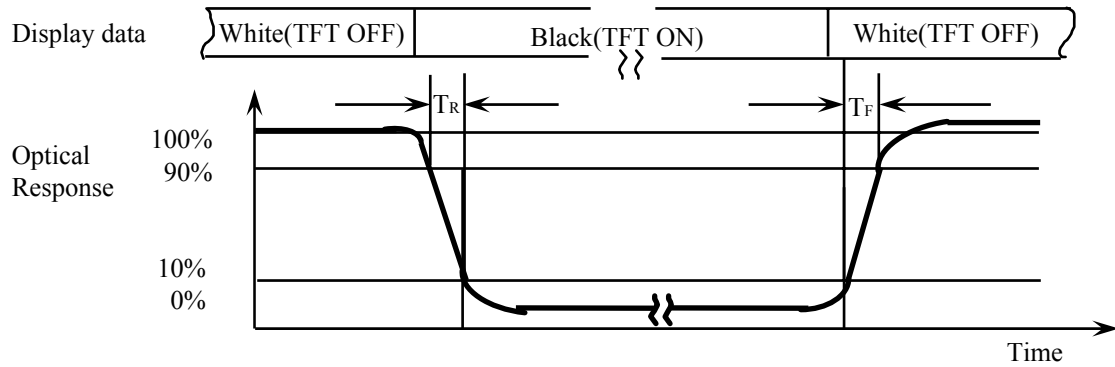 Display data
White(TFT OFF)
Black(TFT ON)
White(TFT OFF)
TR
TF
Optical
Response
100%
90%
10%
0%
Time